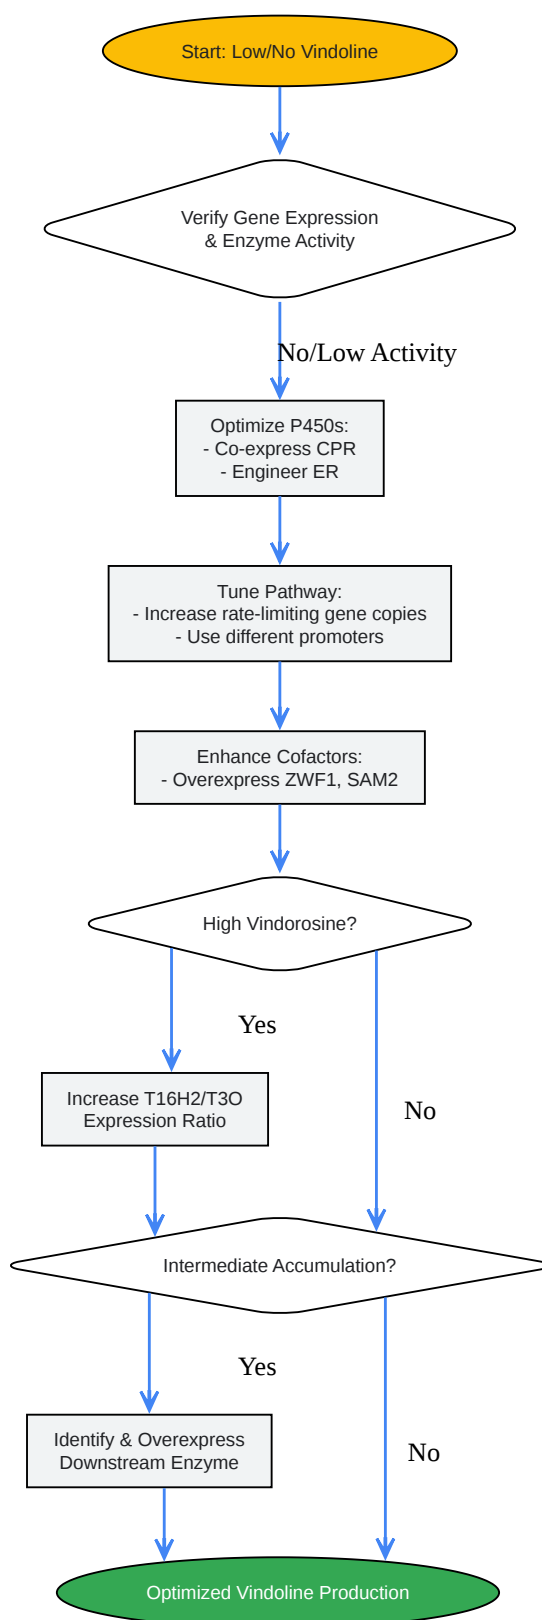 Start: Low/No Vindoline
Verify Gene Expression
& Enzyme Activity
No/Low Activity
Optimize P450s:
- Co-express CPR
- Engineer ER
Tune Pathway:
- Increase rate-limiting gene copies
- Use different promoters
Enhance Cofactors:
- Overexpress ZWF1, SAM2
High Vindorosine?
Yes
Increase T16H2/T3O
Expression Ratio
No
Intermediate Accumulation?
Yes
Identify & Overexpress
Downstream Enzyme
No
Optimized Vindoline Production